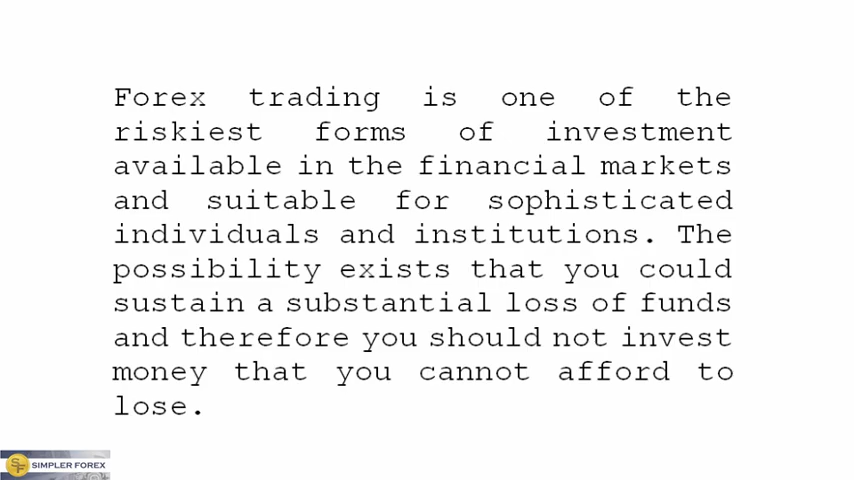 Forex trading is one of the
riskiest forms of investment
available in the financial markets
and suitable for sophisticated
individuals and institutions. The
possibility exists that you could
sustain a substantial loss of funds
and therefore you should not invest
money that you cannot afford to
lose.
SF SIMPLER FOREX